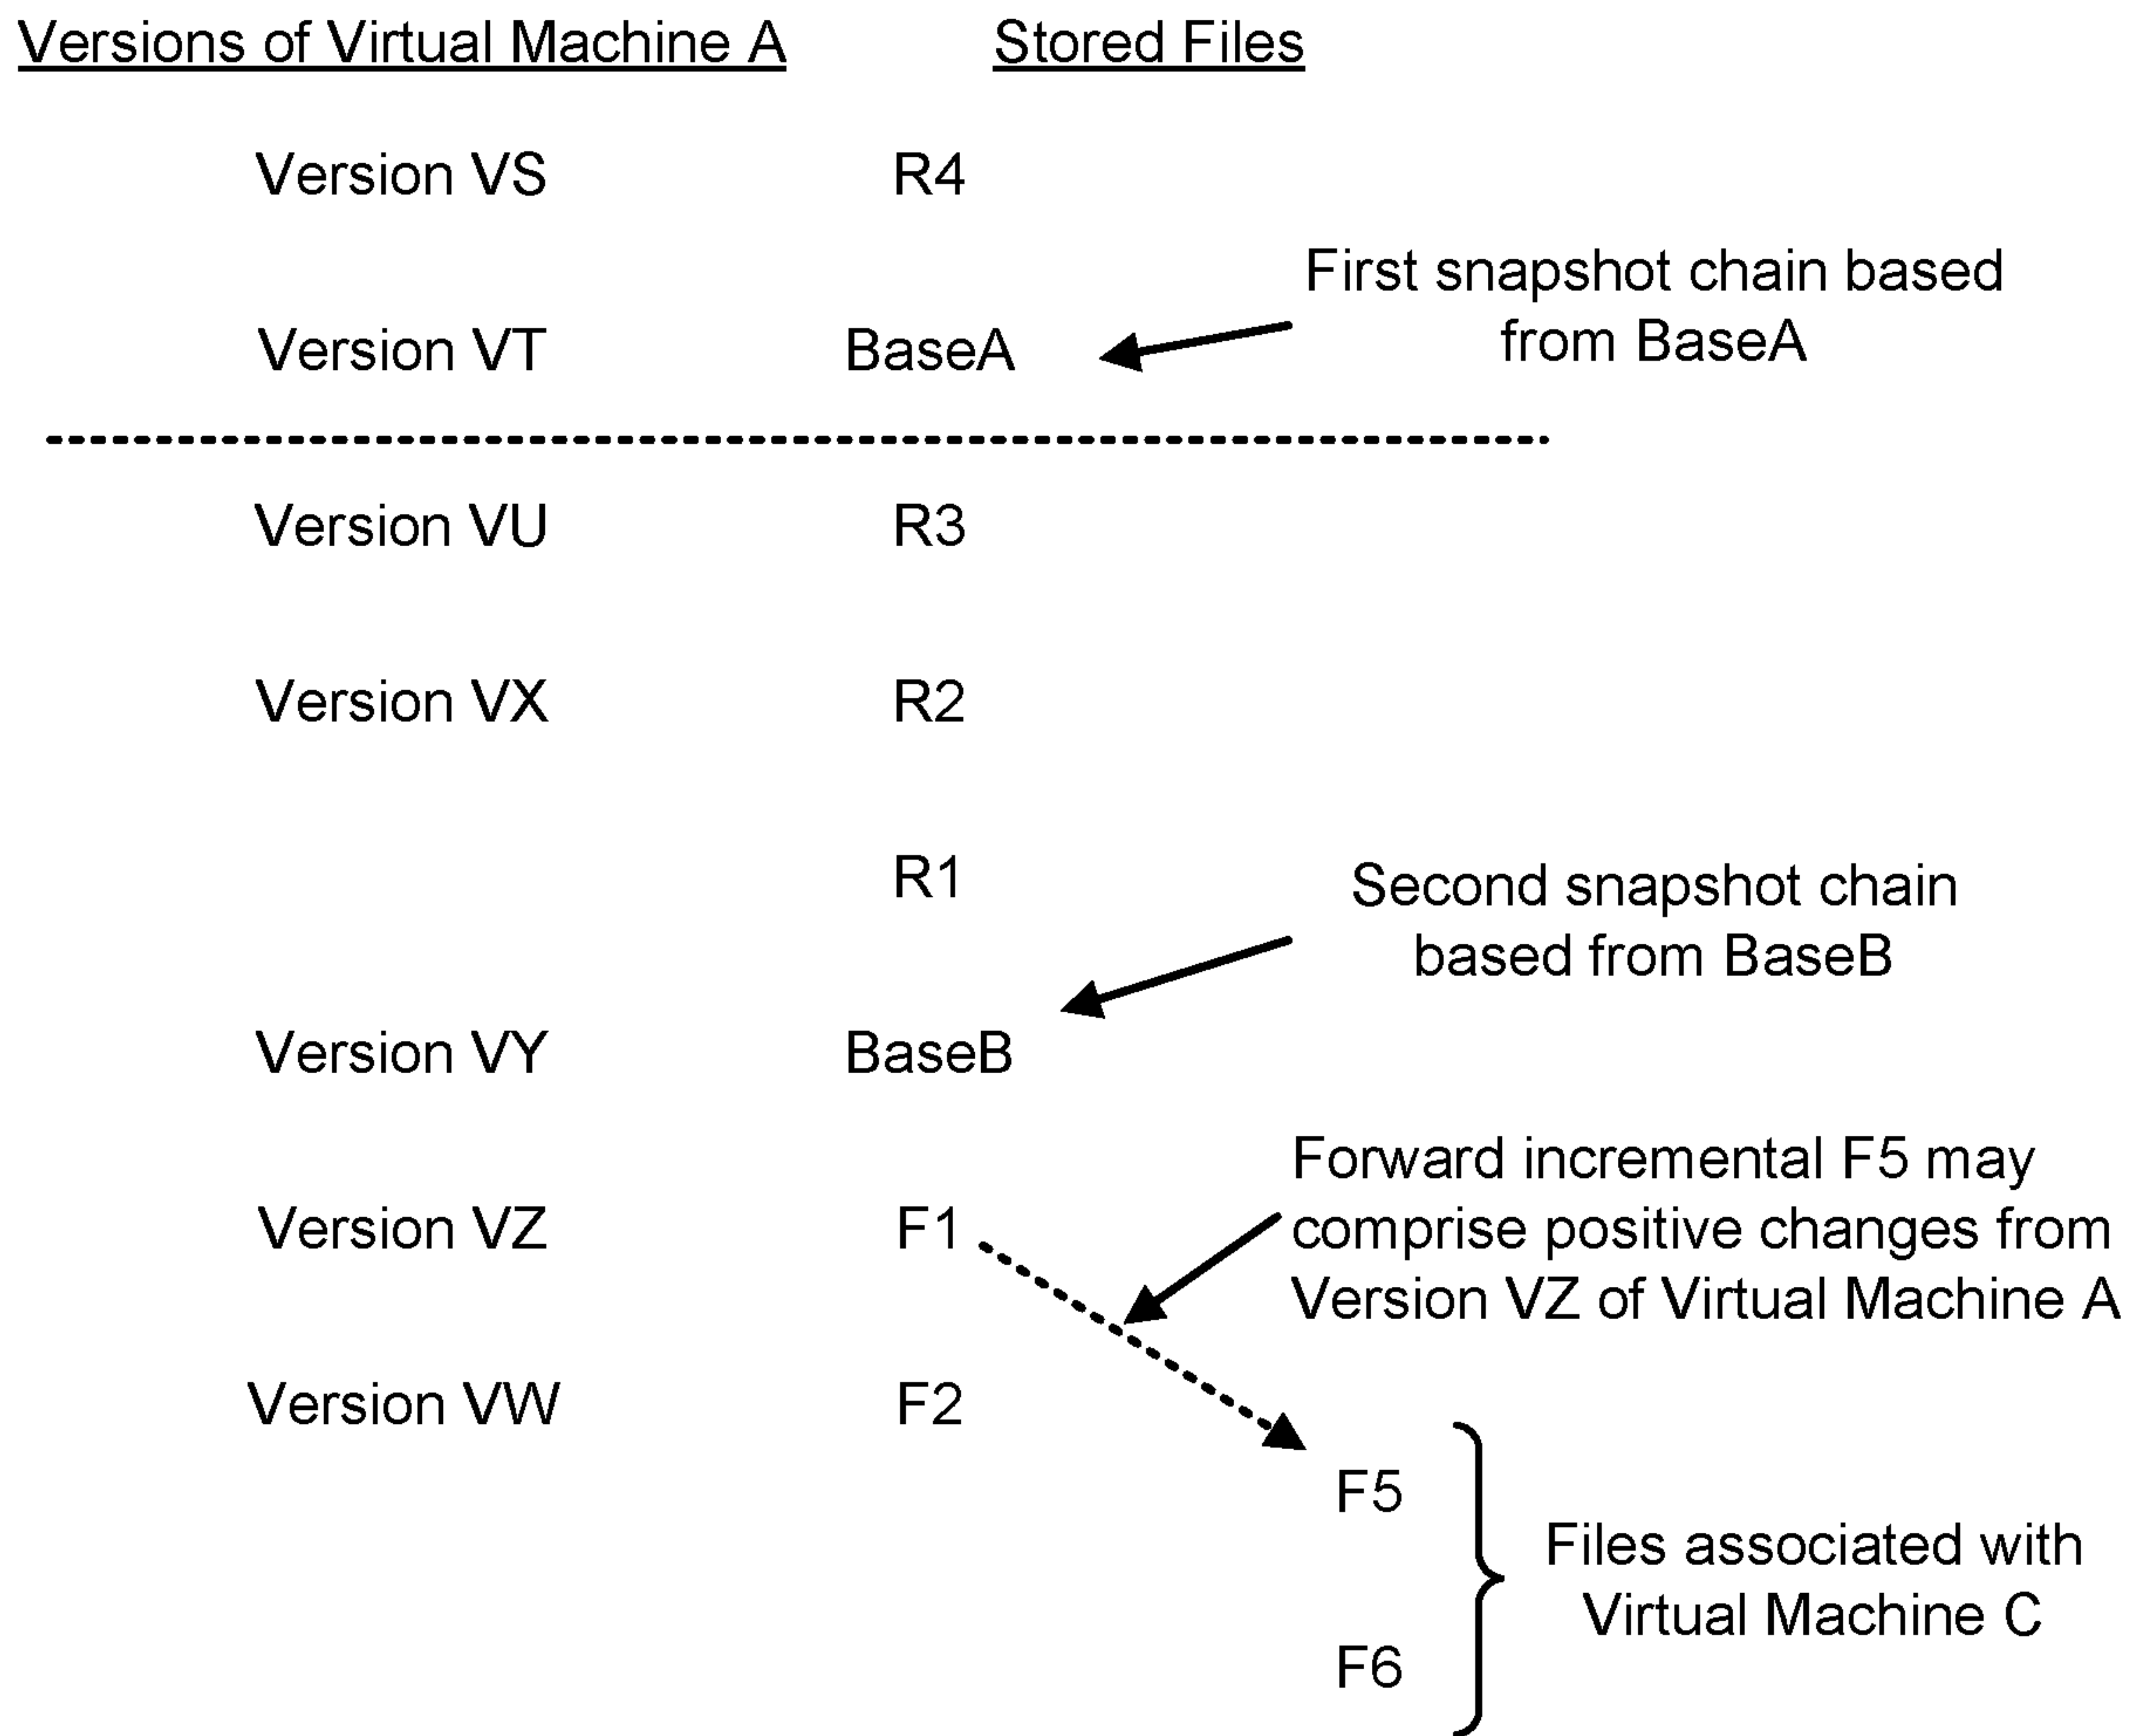 Versions of Virtual Machine A Stored Files
Version VS R4
First snapshot chain based
from BaseA
Version VT BaseA
Version VU R3
Version VX R2
R1
Second snapshot chain
based from BaseB
Version VY BaseB
Forward incremental F5 may
comprise positive changes from
Version VZ of Virtual Machine A
Version VZ F1
Version VW F2
F5
Files associated with
Virtual Machine C
F6